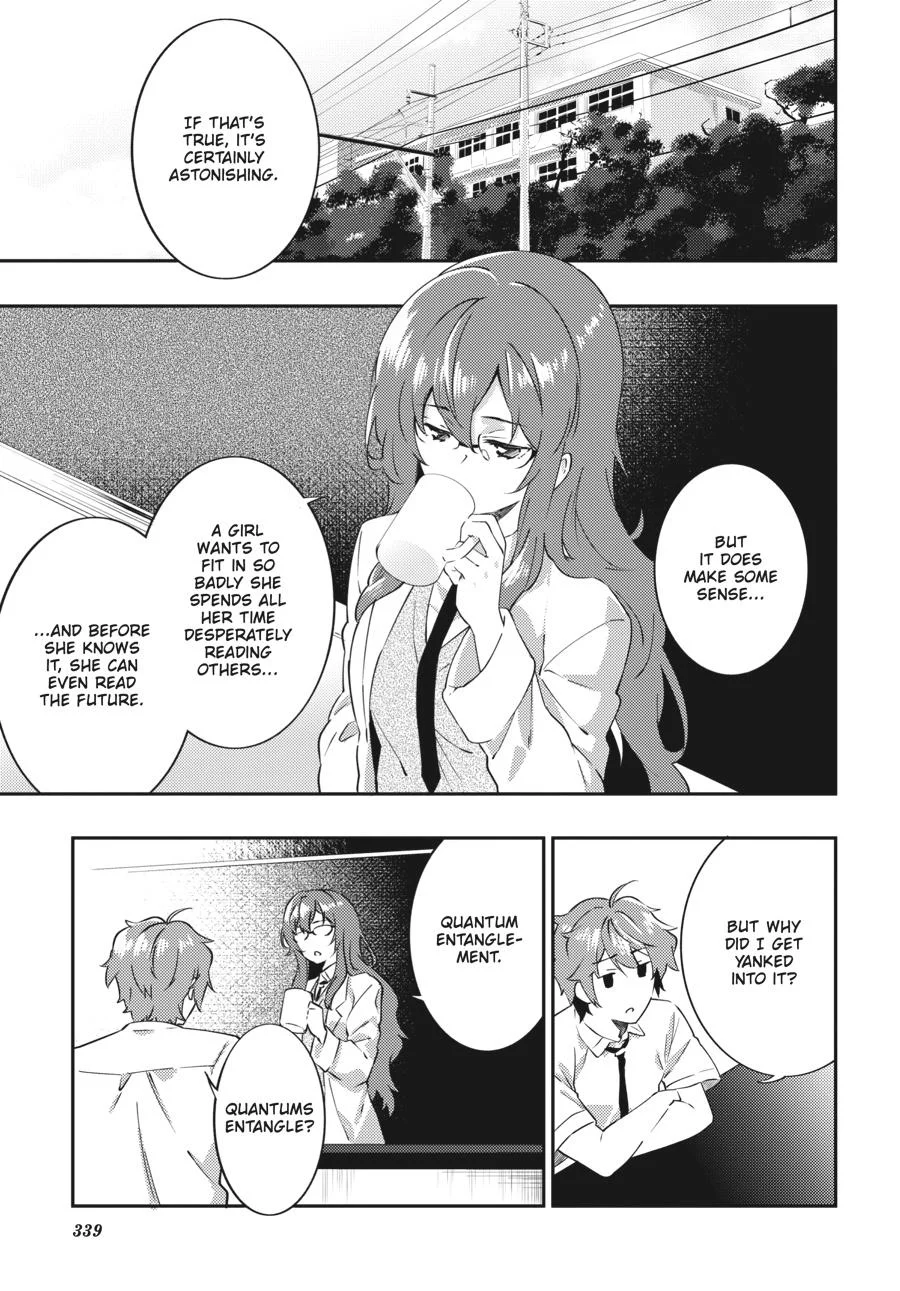 IF THAT'S
TRUE, IT'S
CERTAINLY
ASTONISHING.
BUT
IT DOES
MAKE SOME
SENSE...
A GIRL
WANTS TO
FIT IN SO
BADLY SHE
SPENDS ALL
HER TIME
DESPERATELY
READING
OTHERS...
...AND BEFORE
SHE KNOWS
IT, SHE CAN
EVEN READ
THE FUTURE.
BUT WHY
DID I GET
YANKED
INTO IT?
QUANTUM
ENTANGLE-
MENT.
QUANTUMS
ENTANGLE?
339